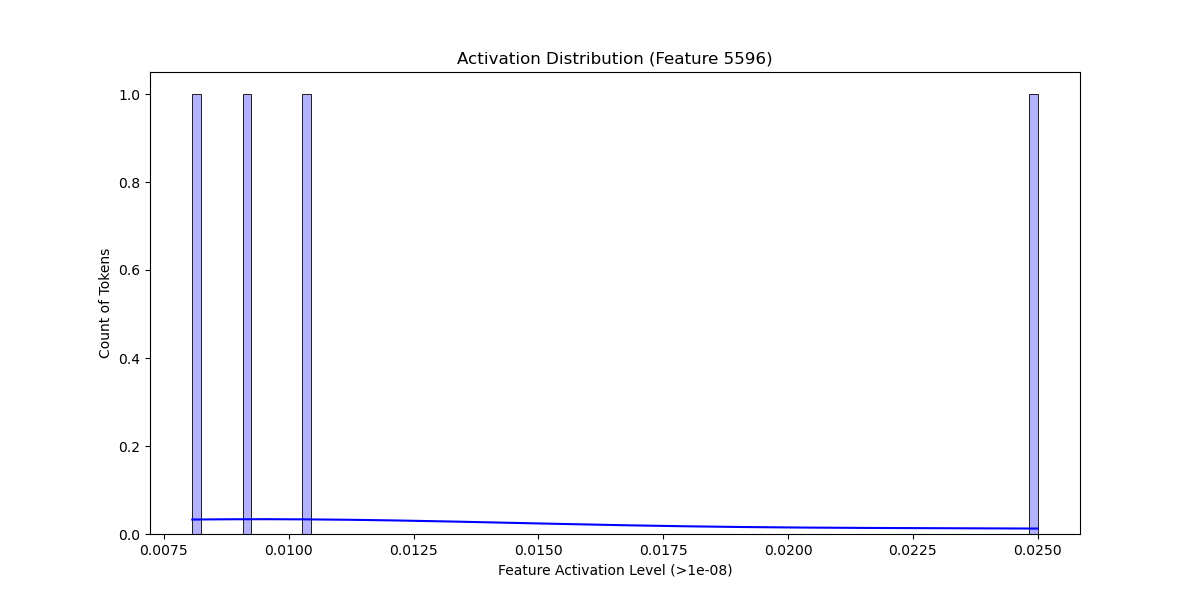 Activation Distribution (Feature 5596)
1.0
0.8
0.6
0.4
0.2
0.0
Count of Tokens
0.0075 0.0100 0.0125 0.0150 0.0175 0.0200 0.0225 0.0250
Feature Activation Level (>1e-08)